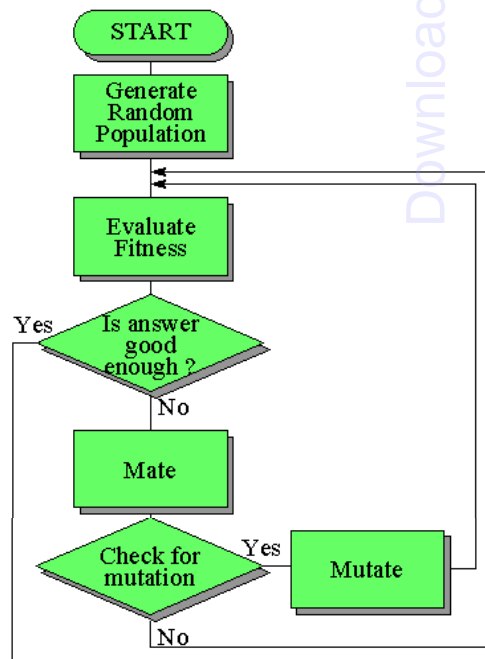 START
Generate
Random
Population
Evaluate
Fitness
Yes
Is answer
good
enough ?
No
Mate
Check for
mutation
Yes
Mutate
No
Download